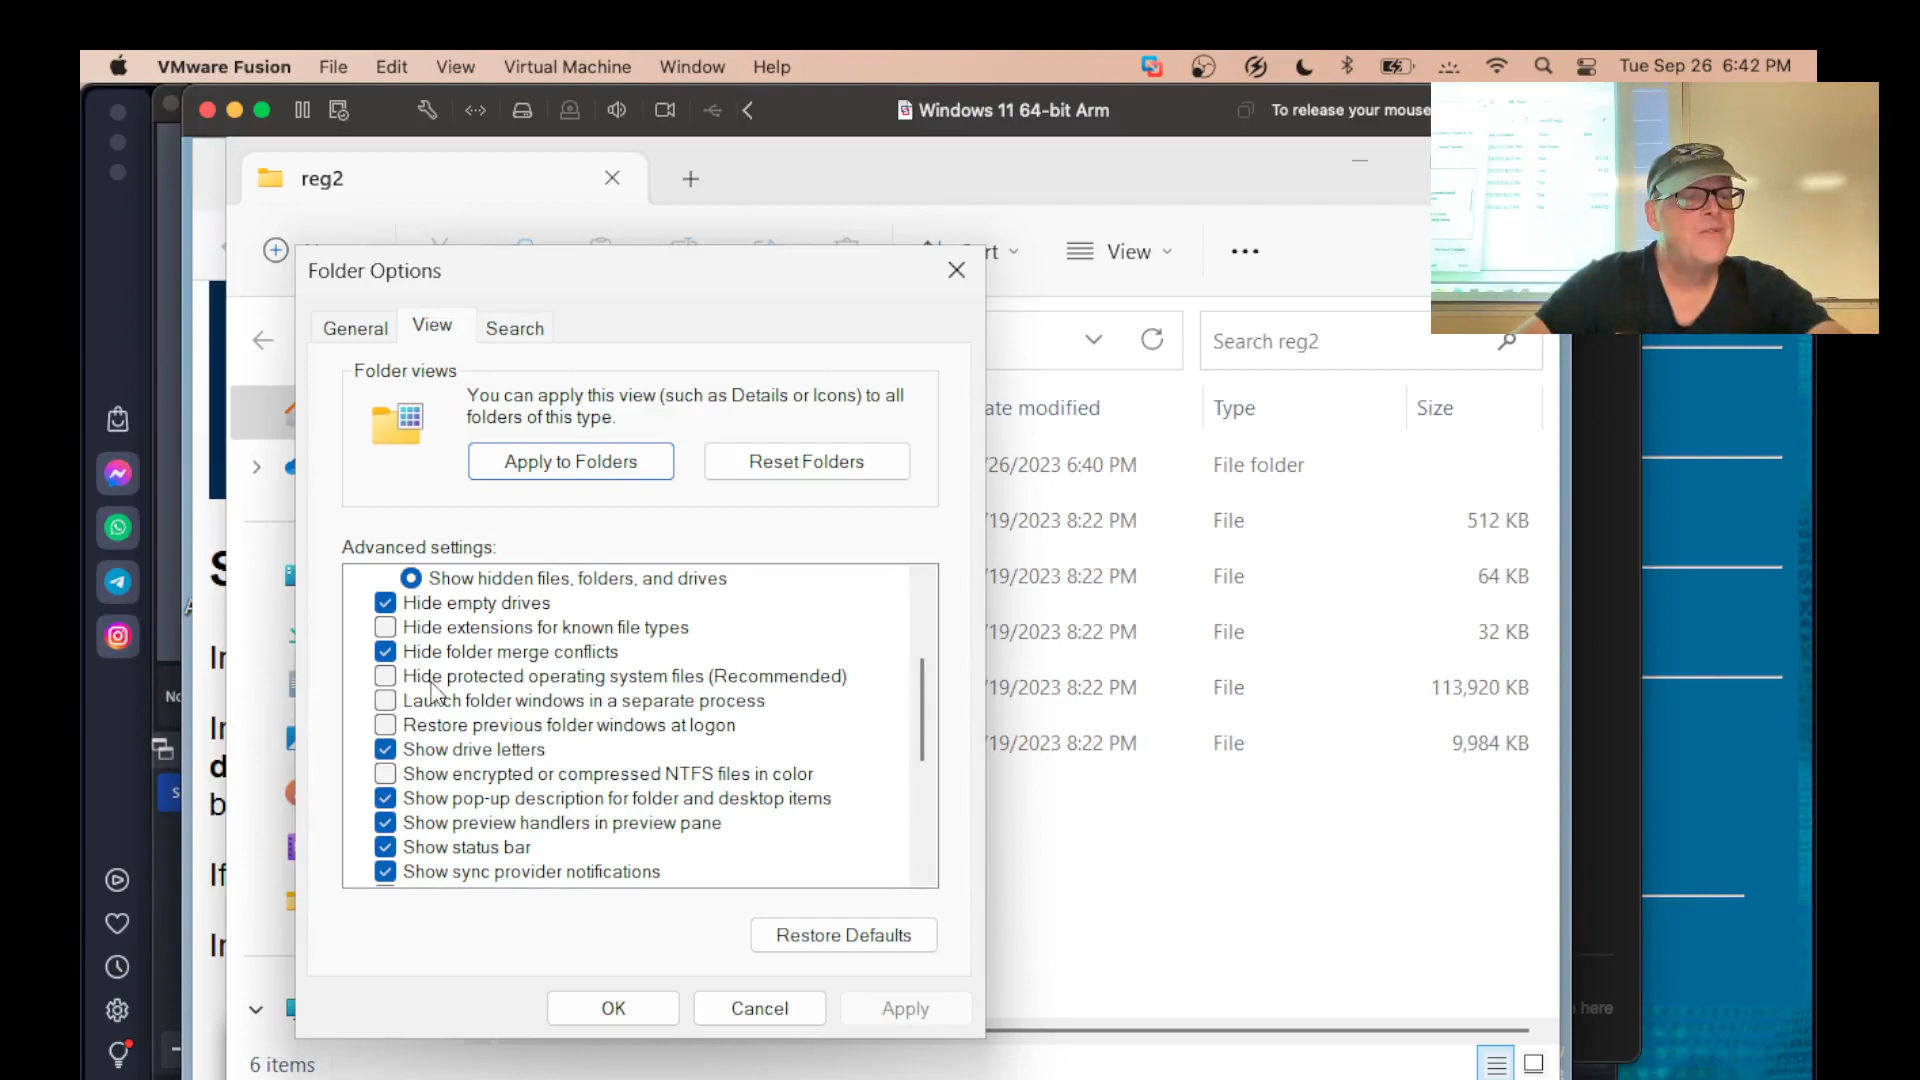 VMware Fusion File Edit View Virtual Machine Window Help Tue Sep 26 6:42 PM
Windows 11 64-bit Arm To release your mouse
reg2
View
Folder Options
General View Search
Search reg2
Folder views
You can apply this view (such as Details or Icons) to all
folders of this type.
Apply to Folders Reset Folders
ate modified Type Size
/26/2023 6:40 PM File folder
/19/2023 8:22 PM File 512 KB
/19/2023 8:22 PM File 64 KB
/19/2023 8:22 PM File 32 KB
/19/2023 8:22 PM File 113,920 KB
/19/2023 8:22 PM File 9,984 KB
Advanced settings:
Show hidden files, folders, and drives
Hide empty drives
Hide extensions for known file types
Hide folder merge conflicts
Hide protected operating system files (Recommended)
Launch folder windows in a separate process
Restore previous folder windows at logon
Show drive letters
Show encrypted or compressed NTFS files in color
Show pop-up description for folder and desktop items
Show preview handlers in preview pane
Show status bar
Show sync provider notifications
Restore Defaults
OK Cancel Apply
here
6 items